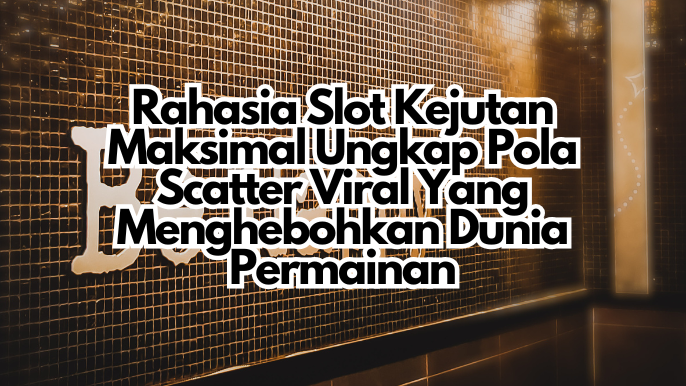 Rahasia Slot Kejutan
Maksimal Ungkap Pola
Scatter Viral Yang
Menghebohkan Dunia
Permainan